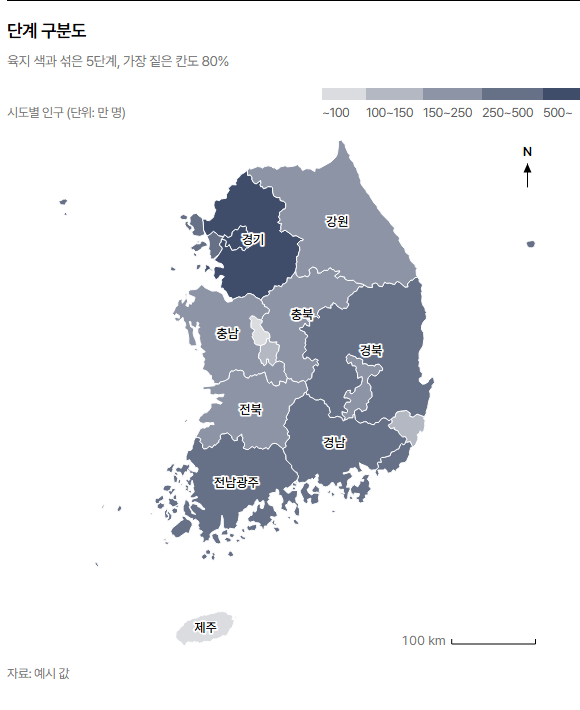 단계 구분도
육지 색과 섞은 5단계, 가장 짙은 칸도 80%
시도별 인구 (단위: 만 명)
~100 100~150 150~250 250~500 500~
N
강원
경기
충북
충남
경북
전북
경남
전남광주
제주
100 km
자료: 예시 값